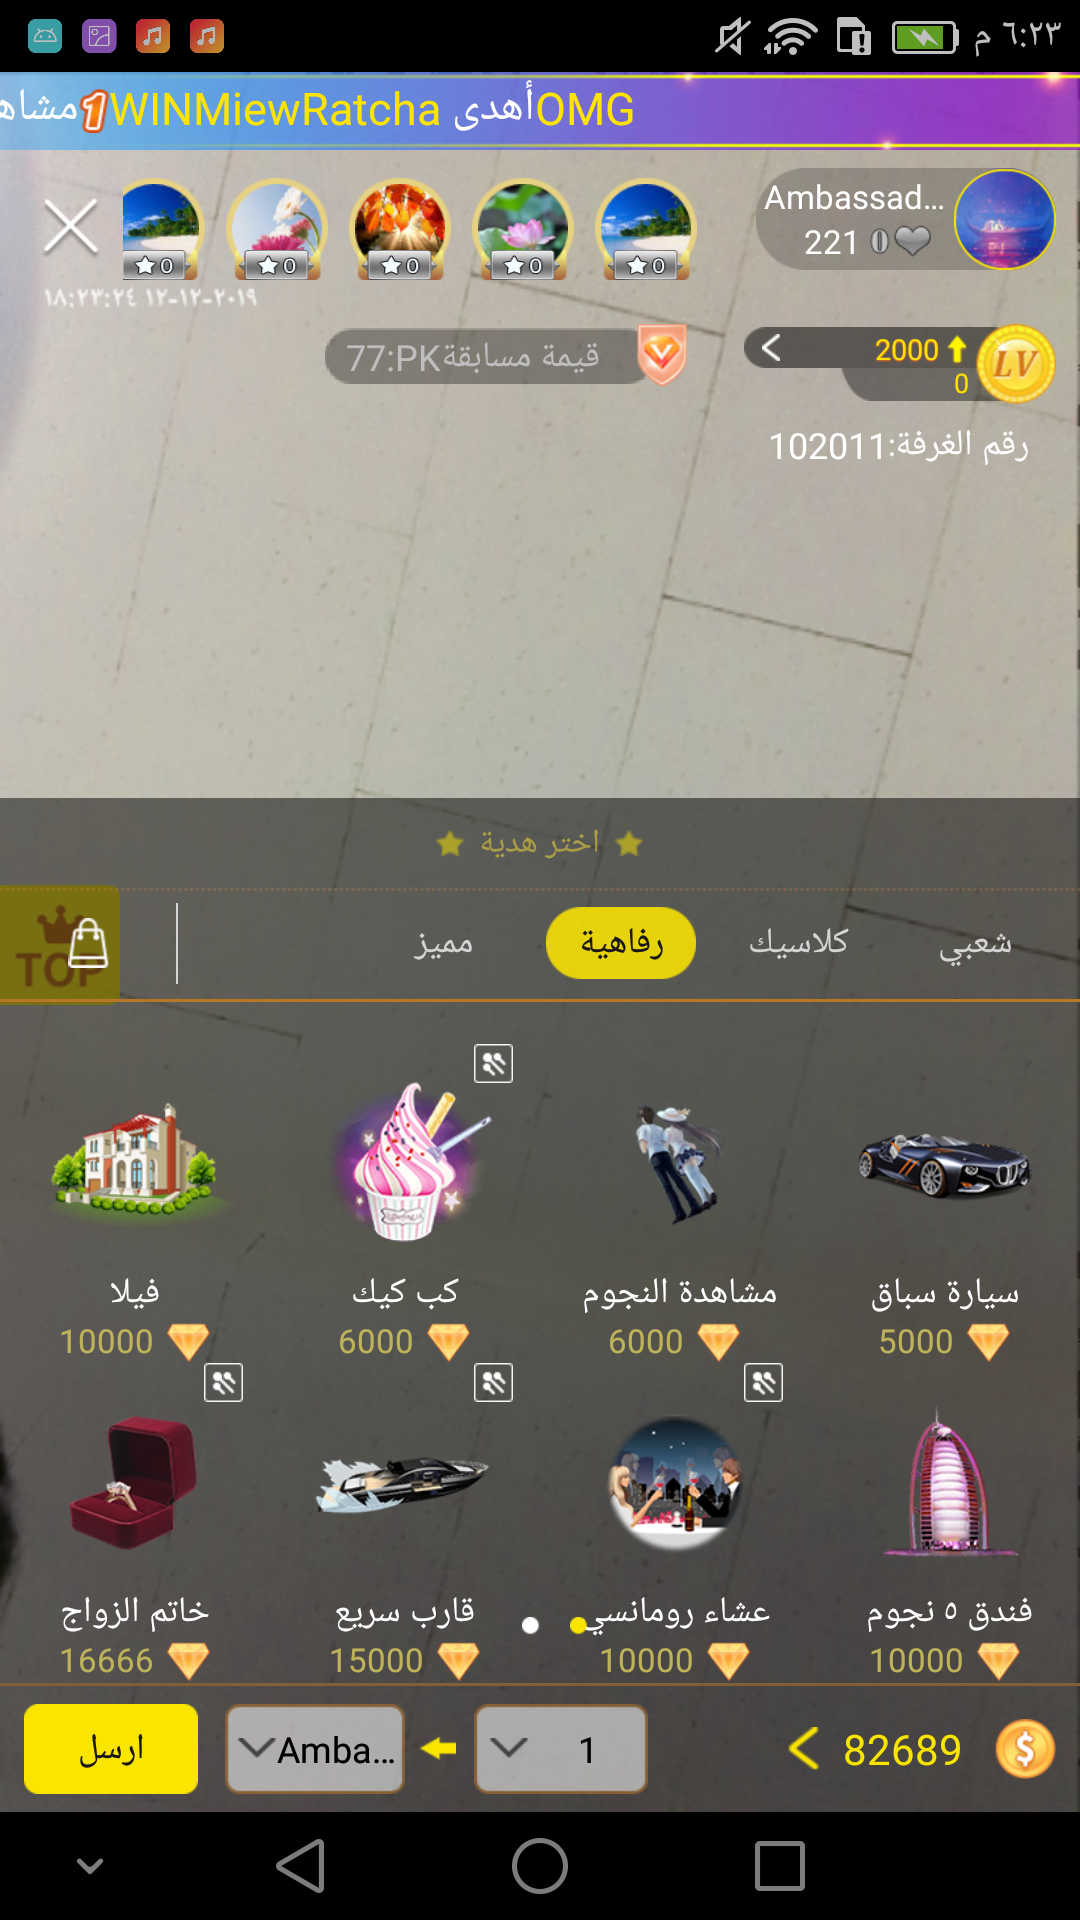 ٦:٢٣ م
OMG أهدى WINMiewRatcha1
Ambassad...
221
0 0 0 0 0
١٨:٢٣:٢٤ ١٢-١٢-٢٠١٩
2000
LV
0
قيمة مسابقةPK:77
رقم الغرفة:102011
اختر هدية
شعبي كلاسيك رفاهية مميز
TOP
سيارة سباق مشاهدة النجوم كب كيك فيلا
5000 6000 6000 10000
فندق ٥ نجوم عشاء رومانسي قارب سريع خاتم الزواج
10000 10000 15000 16666
82689 1 Amba... ارسل